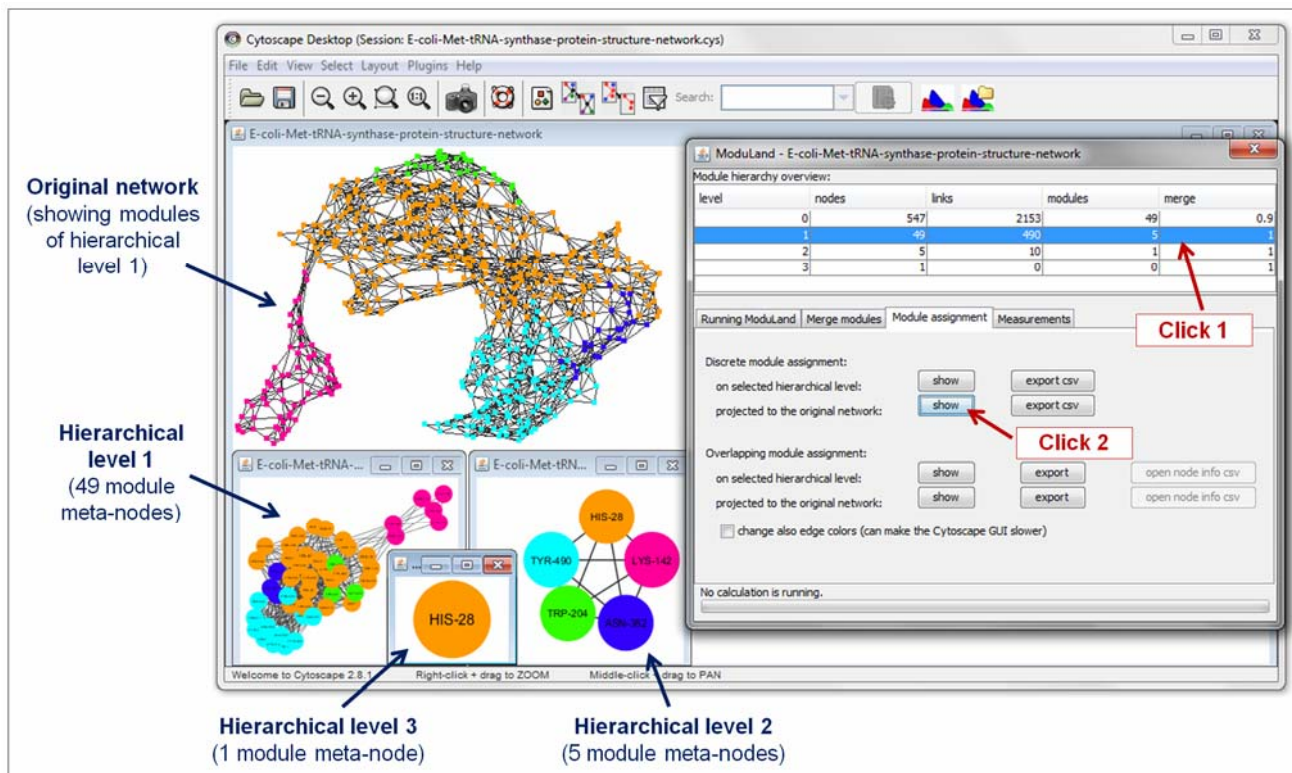 Cytoscape Desktop (Session: E-coli-Met-tRNA-synthase-protein-structure-network.cys)
File Edit View Select Layout Plugins Help
Search:
E-coli-Met-tRNA-synthase-protein-structure-network
Original network
(showing modules
of hierarchical
level 1)
Hierarchical
level 1
(49 module
meta-nodes)
ModuLand - E-coli-Met-tRNA-synthase-protein-structure-network
Module hierarchy overview:
level nodes links modules merge
0 547 2153 49 0.9
1 49 490 5 1
2 5 10 1 1
3 1 0 0 1
Click 1
Running ModuLand Merge modules Module assignment Measurements
Discrete module assignment:
on selected hierarchical level: show export csv
projected to the original network: show export csv
Click 2
Overlapping module assignment:
on selected hierarchical level: show export open node info csv
projected to the original network: show export open node info csv
change also edge colors (can make the Cytoscape GUI slower)
No calculation is running.
E-coli-Met-tRNA-...
E-coli-Met-tRN...
...
HIS-28
HIS-28
TYR-490
LYS-142
TRP-204
ASN-382
Welcome to Cytoscape 2.8.1 Right-click + drag to ZOOM Middle-click + drag to PAN
Hierarchical level 3
(1 module meta-node)
Hierarchical level 2
(5 module meta-nodes)